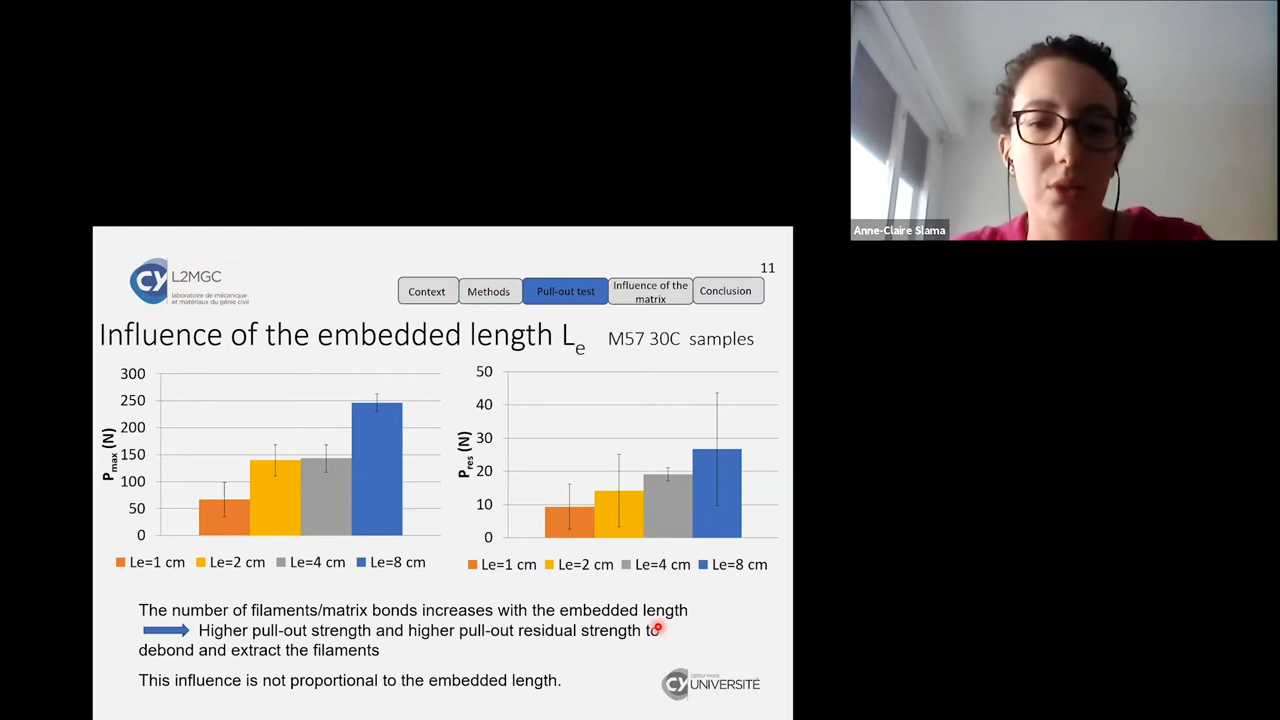 Anne-Claire Slama
11
CY L2MGC
laboratoire de mécanique
et matériaux du génie civil
Context
Methods
Pull-out test
Influence of the
matrix
Conclusion
Influence of the embedded length Le M57 30C samples
300
250
200
150
100
50
0
Pmax (N)
Le=1 cm Le=2 cm Le=4 cm Le=8 cm
50
40
30
20
10
0
Pres (N)
Le=1 cm Le=2 cm Le=4 cm Le=8 cm
The number of filaments/matrix bonds increases with the embedded length
Higher pull-out strength and higher pull-out residual strength to
debond and extract the filaments
This influence is not proportional to the embedded length.
CERGY PARIS
CY UNIVERSITÉ